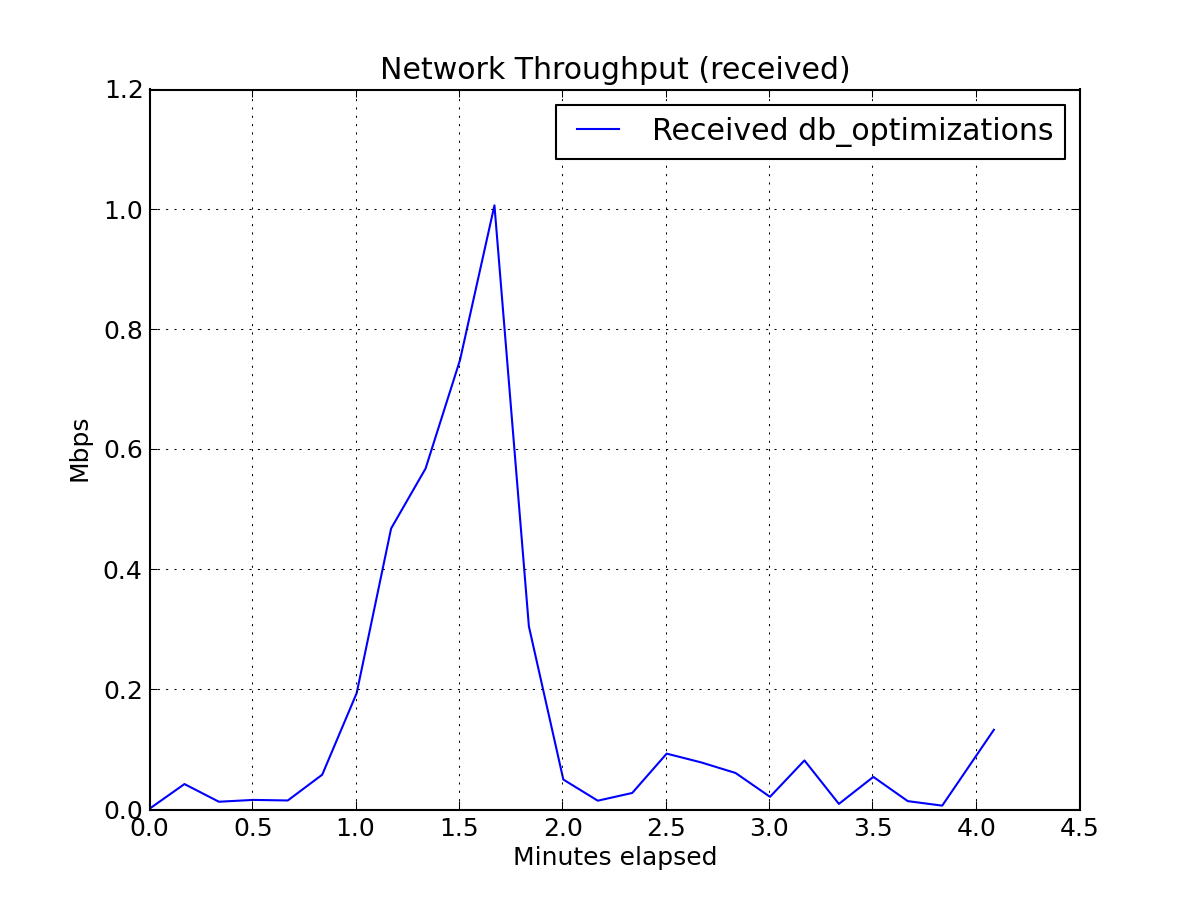 Network Throughput (received)
Received db_optimizations
1.2
1.0
0.8
0.6
0.4
0.2
0.0
Mbps
0.0 0.5 1.0 1.5 2.0 2.5 3.0 3.5 4.0 4.5
Minutes elapsed